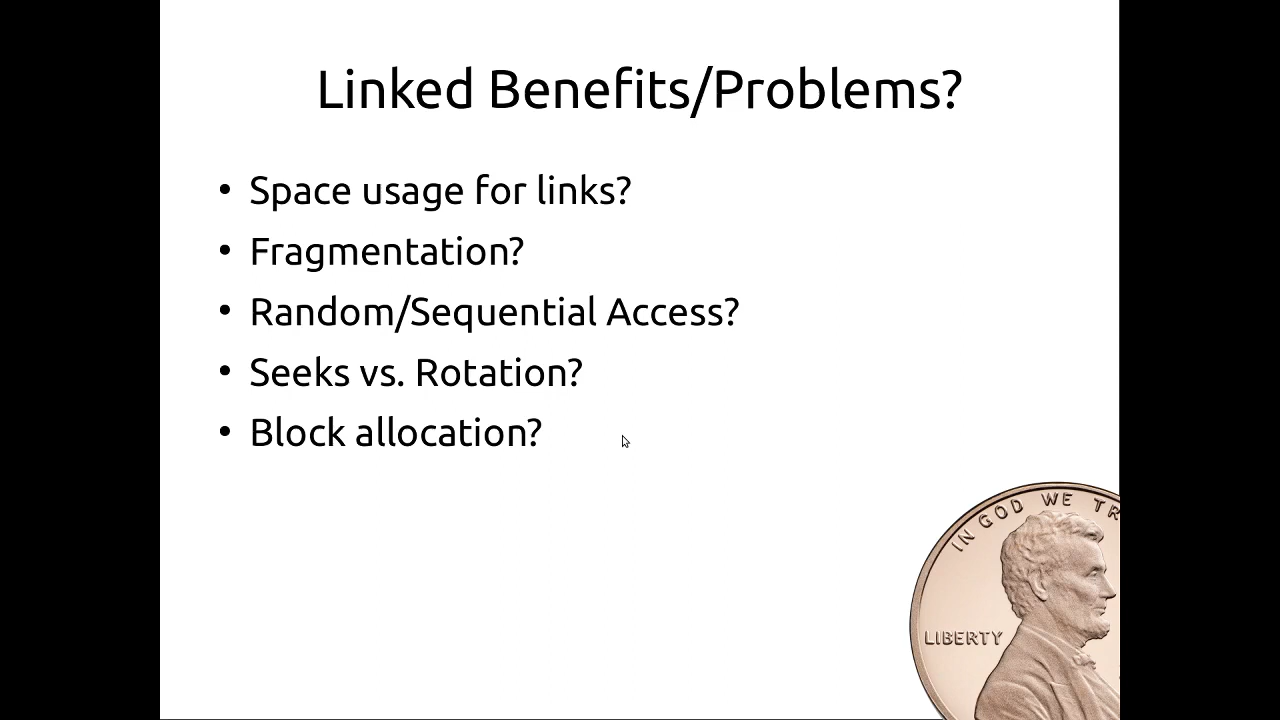 Linked Benefits/Problems?
• Space usage for links?
• Fragmentation?
• Random/Sequential Access?
• Seeks vs. Rotation?
• Block allocation?
IN GOD WE TR
LIBERTY